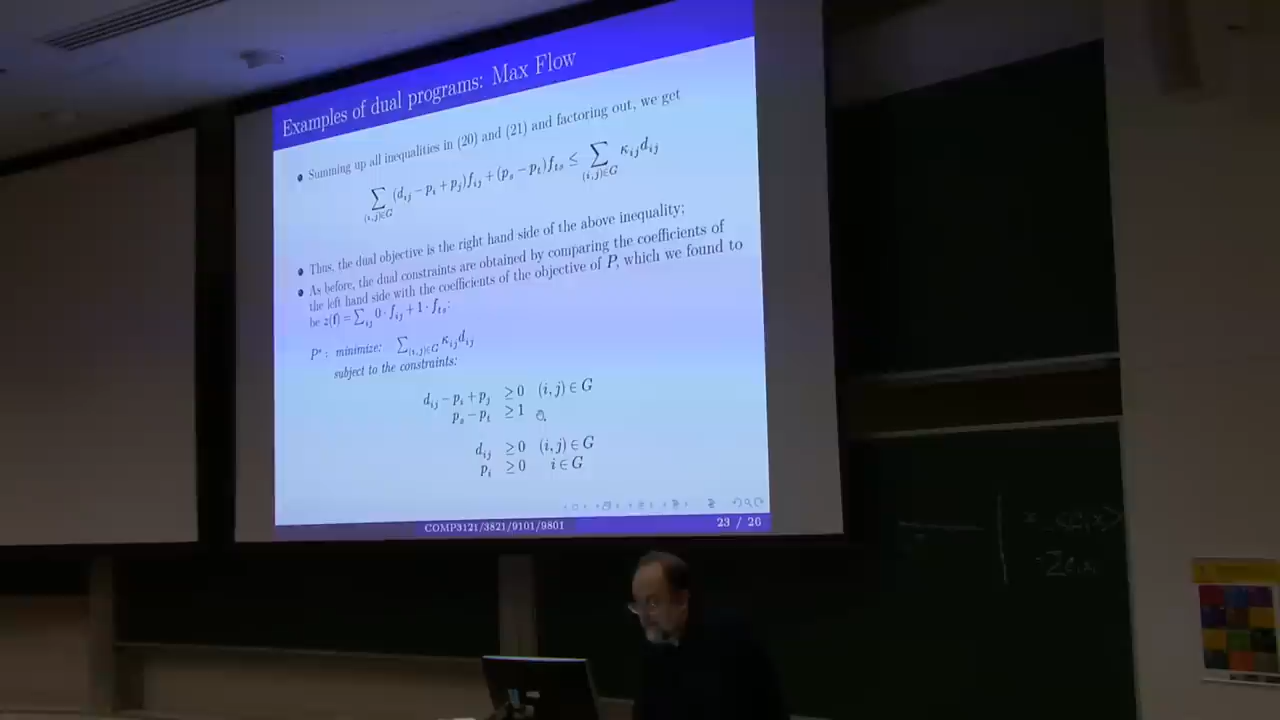 Examples of dual programs: Max Flow
• Summing up all inequalities in (20) and (21) and factoring out, we get
∑_{(i,j)∈G} (d_{ij} − p_i + p_j)f_{ij} + (p_s − p_t)f_{ts} ≤ ∑_{(i,j)∈G} κ_{ij}d_{ij}
• Thus, the dual objective is the right hand side of the above inequality;
• As before, the dual constraints are obtained by comparing the coefficients of
the left hand side with the coefficients of the objective of P, which we found to
be z(f) = ∑_{ij} 0 · f_{ij} + 1 · f_{ts}:
P* : minimize: ∑_{(i,j)∈G} κ_{ij}d_{ij}
subject to the constraints:
d_{ij} − p_i + p_j ≥ 0 (i, j) ∈ G
p_s − p_t ≥ 1
d_{ij} ≥ 0 (i, j) ∈ G
p_i ≥ 0 i ∈ G
COMP3121/3821/9101/9801 23 / 26